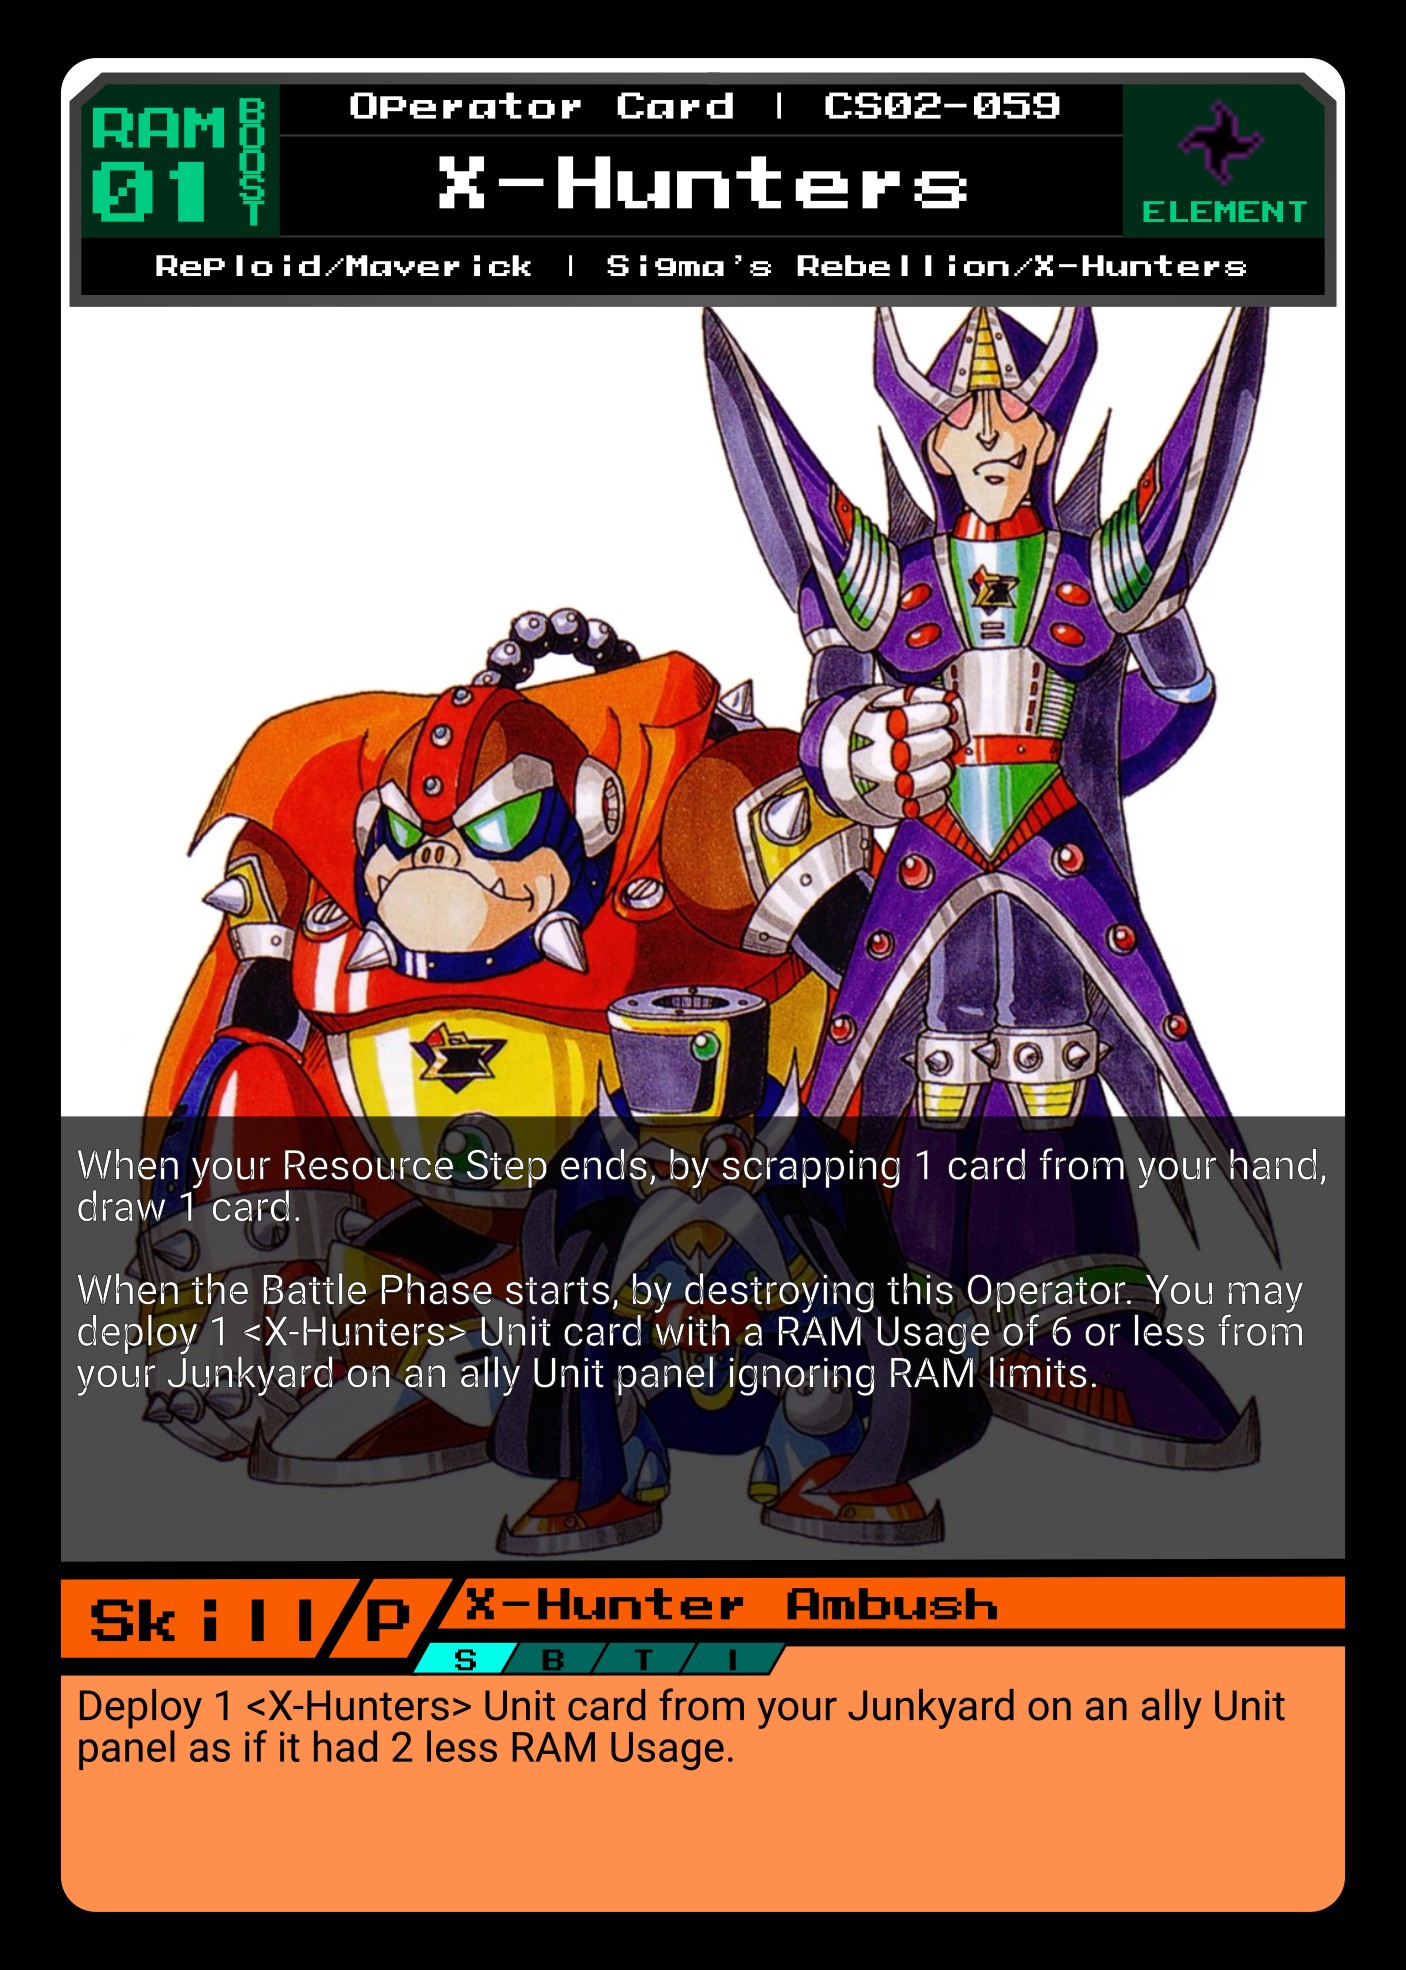 RAM
01
BOOST
Operator Card | CS02-059
X-Hunters
ELEMENT
Reploid/Maverick | Sigma's Rebellion/X-Hunters
When your Resource Step ends, by scrapping 1 card from your hand,
draw 1 card.
When the Battle Phase starts, by destroying this Operator. You may
deploy 1 <X-Hunters> Unit card with a RAM Usage of 6 or less from
your Junkyard on an ally Unit panel ignoring RAM limits.
Skill/P
X-Hunter Ambush
S B T I
Deploy 1 <X-Hunters> Unit card from your Junkyard on an ally Unit
panel as if it had 2 less RAM Usage.